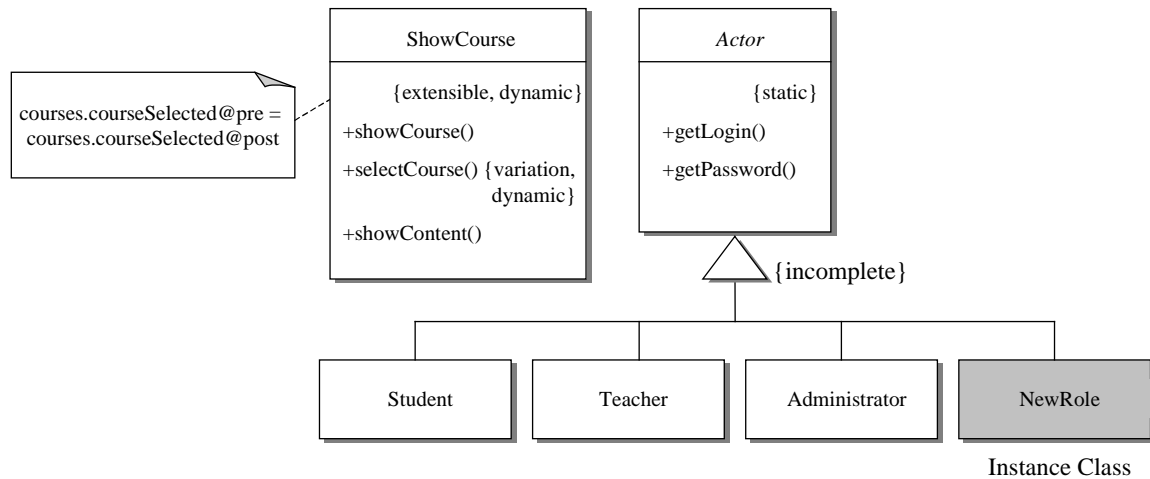 ShowCourse
{extensible, dynamic}
+showCourse()
+selectCourse() {variation,
dynamic}
+showContent()
courses.courseSelected@pre =
courses.courseSelected@post
Actor
{static}
+getLogin()
+getPassword()
{incomplete}
Student
Teacher
Administrator
NewRole
Instance Class